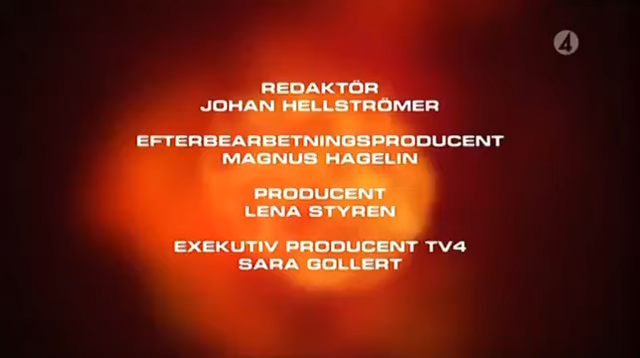 4
REDAKTÖR
JOHAN HELLSTRÖMER
EFTERBEARBETNINGSPRODUCENT
MAGNUS HAGELIN
PRODUCENT
LENA STYREN
EXEKUTIV PRODUCENT TV4
SARA GOLLERT